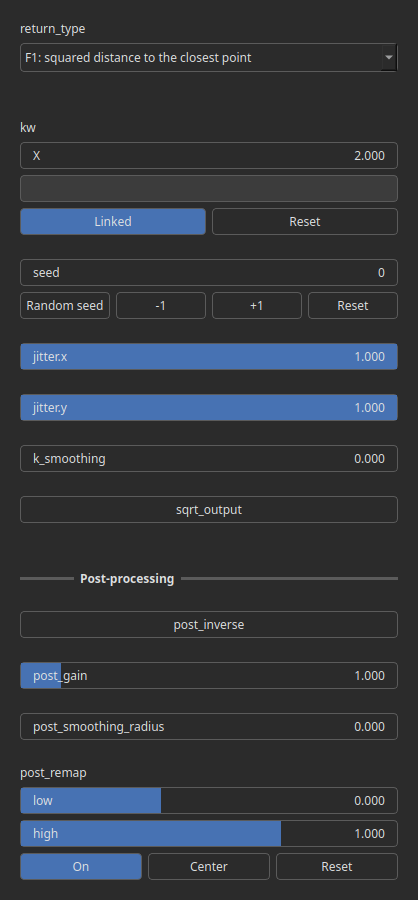 return_type
F1: squared distance to the closest point
kw
X 2.000
Linked Reset
seed 0
Random seed -1 +1 Reset
jitter.x 1.000
jitter.y 1.000
k_smoothing 0.000
sqrt_output
Post-processing
post_inverse
post_gain 1.000
post_smoothing_radius 0.000
post_remap
low 0.000
high 1.000
On Center Reset